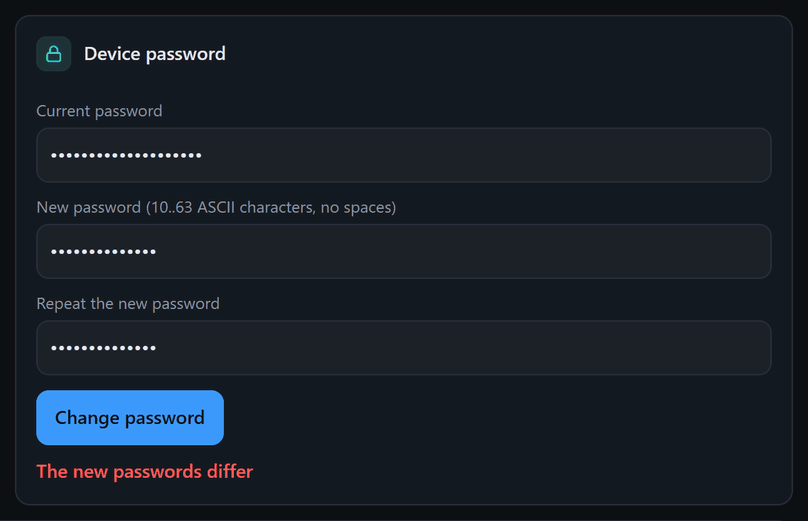 Device password
Current password
••••••••••••••••••••
New password (10..63 ASCII characters, no spaces)
••••••••••••••
Repeat the new password
••••••••••••••
Change password
The new passwords differ